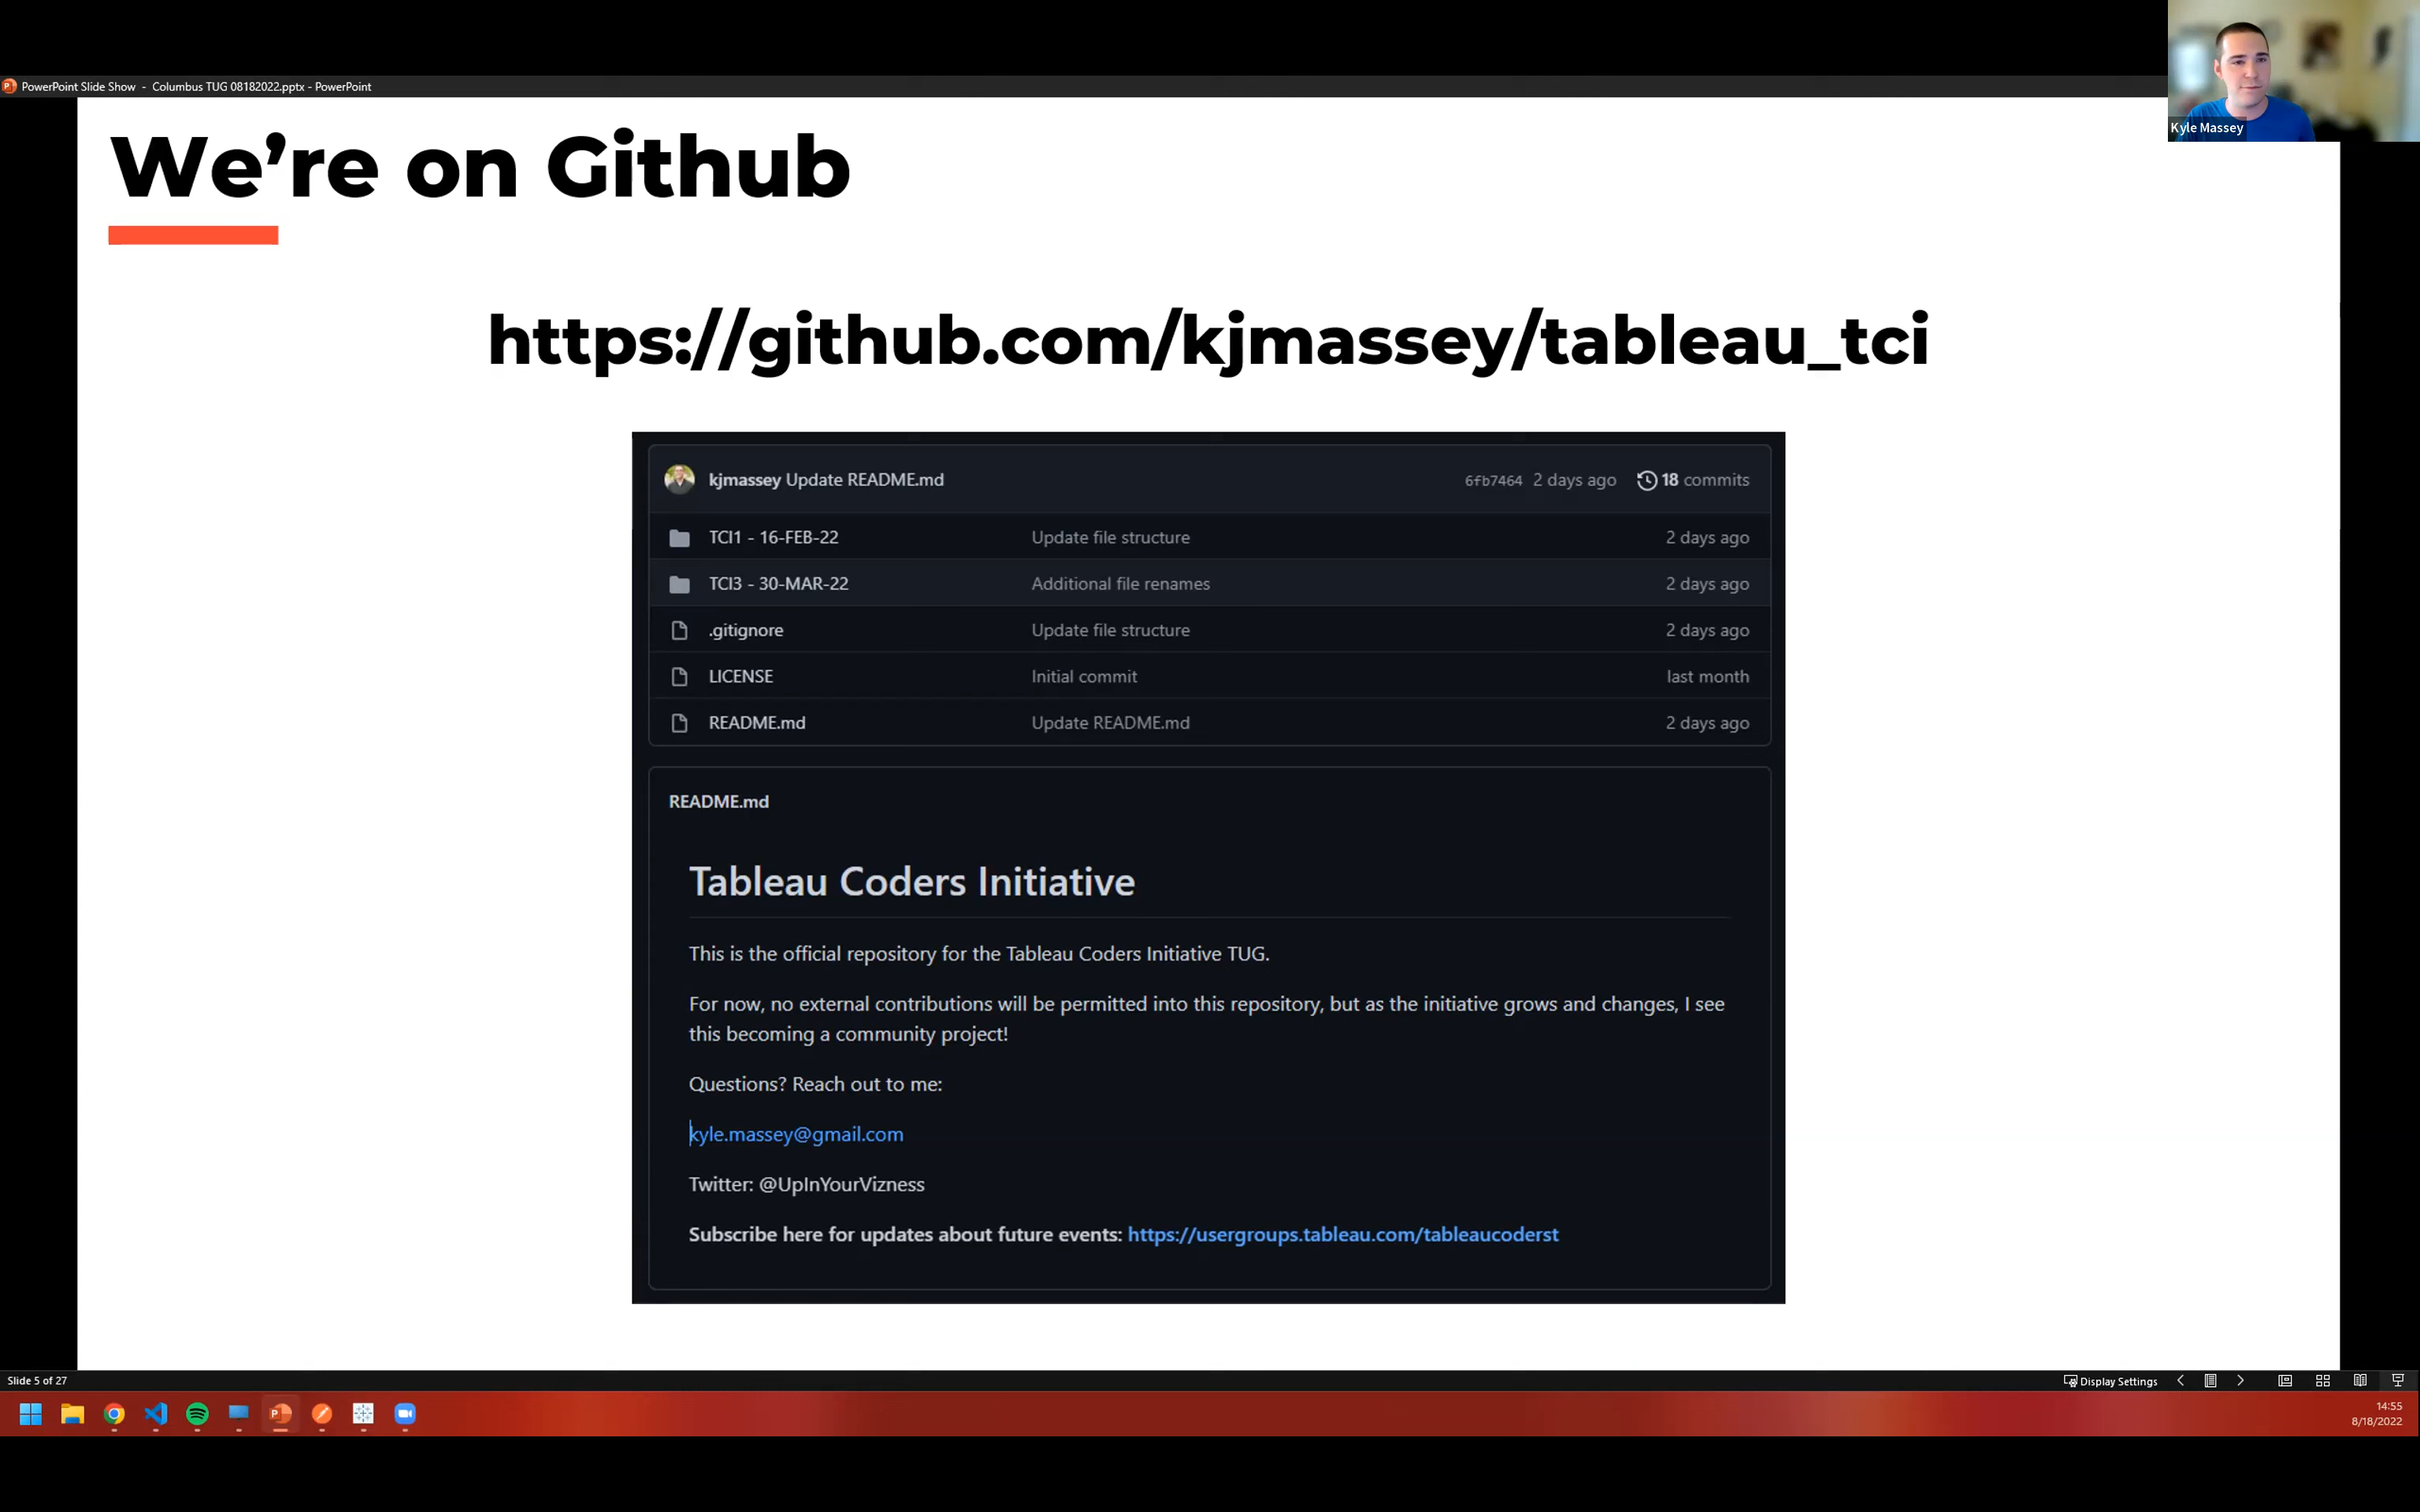 PowerPoint Slide Show - Columbus TUG 08182022.pptx - PowerPoint
Kyle Massey
We're on Github
https://github.com/kjmassey/tableau_tci
kjmassey Update README.md 6fb7464 2 days ago 18 commits
TCI1 - 16-FEB-22 Update file structure 2 days ago
TCI3 - 30-MAR-22 Additional file renames 2 days ago
.gitignore Update file structure 2 days ago
LICENSE Initial commit last month
README.md Update README.md 2 days ago
README.md
Tableau Coders Initiative
This is the official repository for the Tableau Coders Initiative TUG.
For now, no external contributions will be permitted into this repository, but as the initiative grows and changes, I see
this becoming a community project!
Questions? Reach out to me:
kyle.massey@gmail.com
Twitter: @UpInYourVizness
Subscribe here for updates about future events: https://usergroups.tableau.com/tableaucoderst
Slide 5 of 27
Display Settings
14:55
8/18/2022